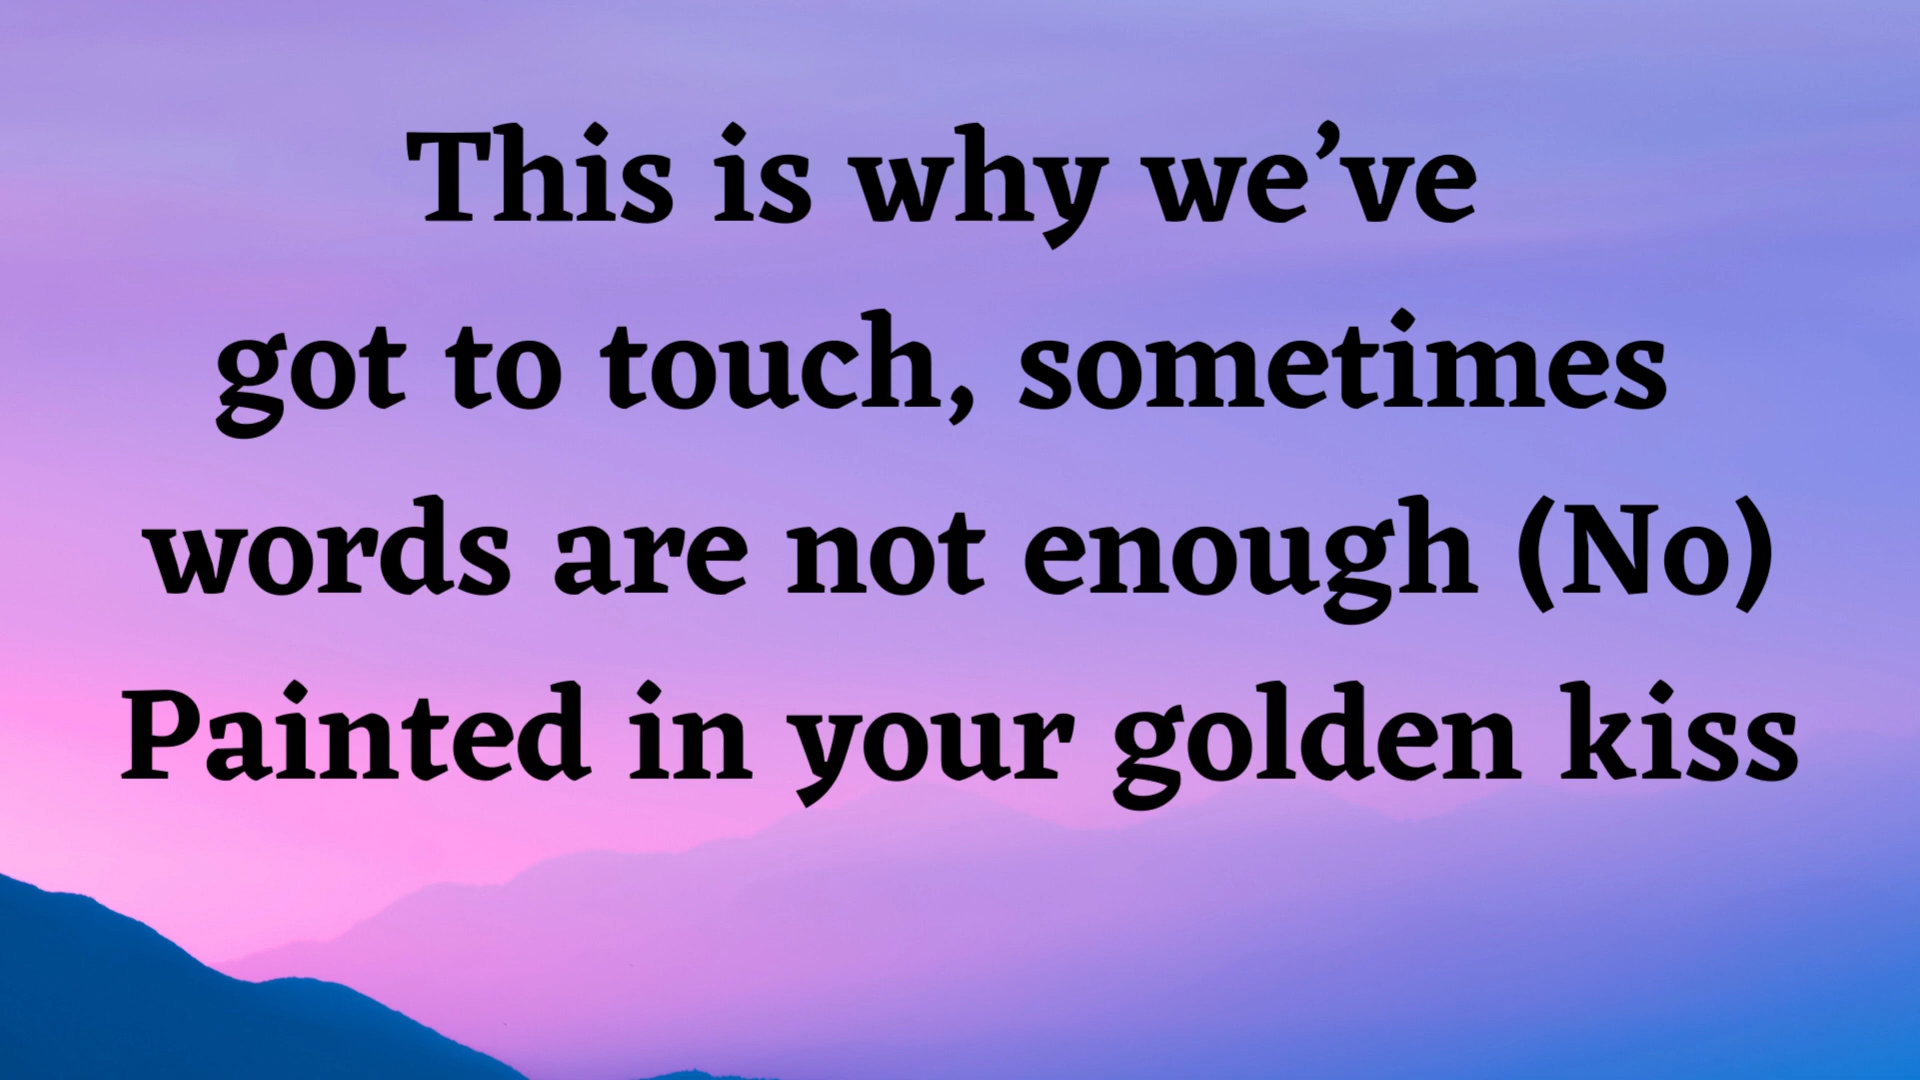 This is why we’ve
got to touch, sometimes
words are not enough (No)
Painted in your golden kiss